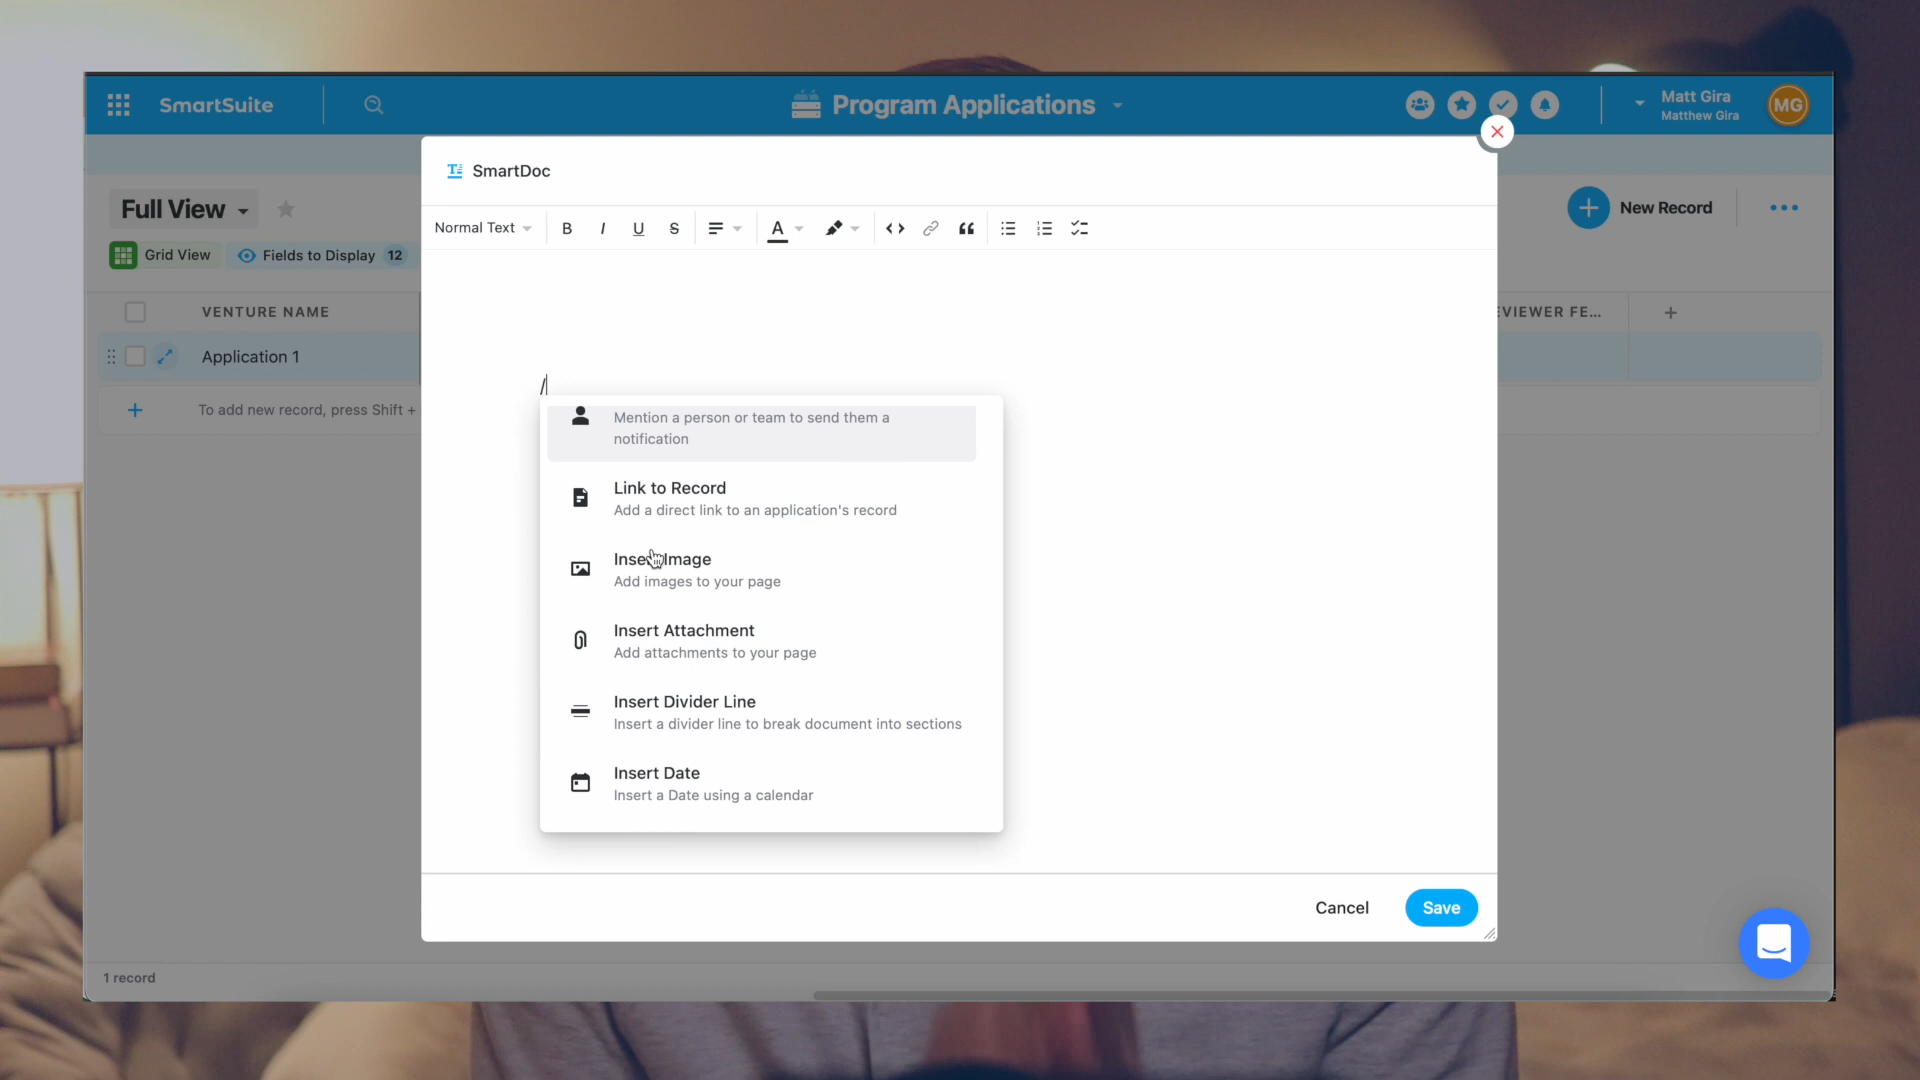 SmartSuite
Program Applications
Matt Gira
Matthew Gira
MG
SmartDoc
Full View
New Record
Normal Text
B I U S A
Grid View
Fields to Display 12
VENTURE NAME
EVIEWER FE...
Application 1
To add new record, press Shift +
/
Mention a person or team to send them a
notification
Link to Record
Add a direct link to an application's record
Insert Image
Add images to your page
Insert Attachment
Add attachments to your page
Insert Divider Line
Insert a divider line to break document into sections
Insert Date
Insert a Date using a calendar
Cancel
Save
1 record